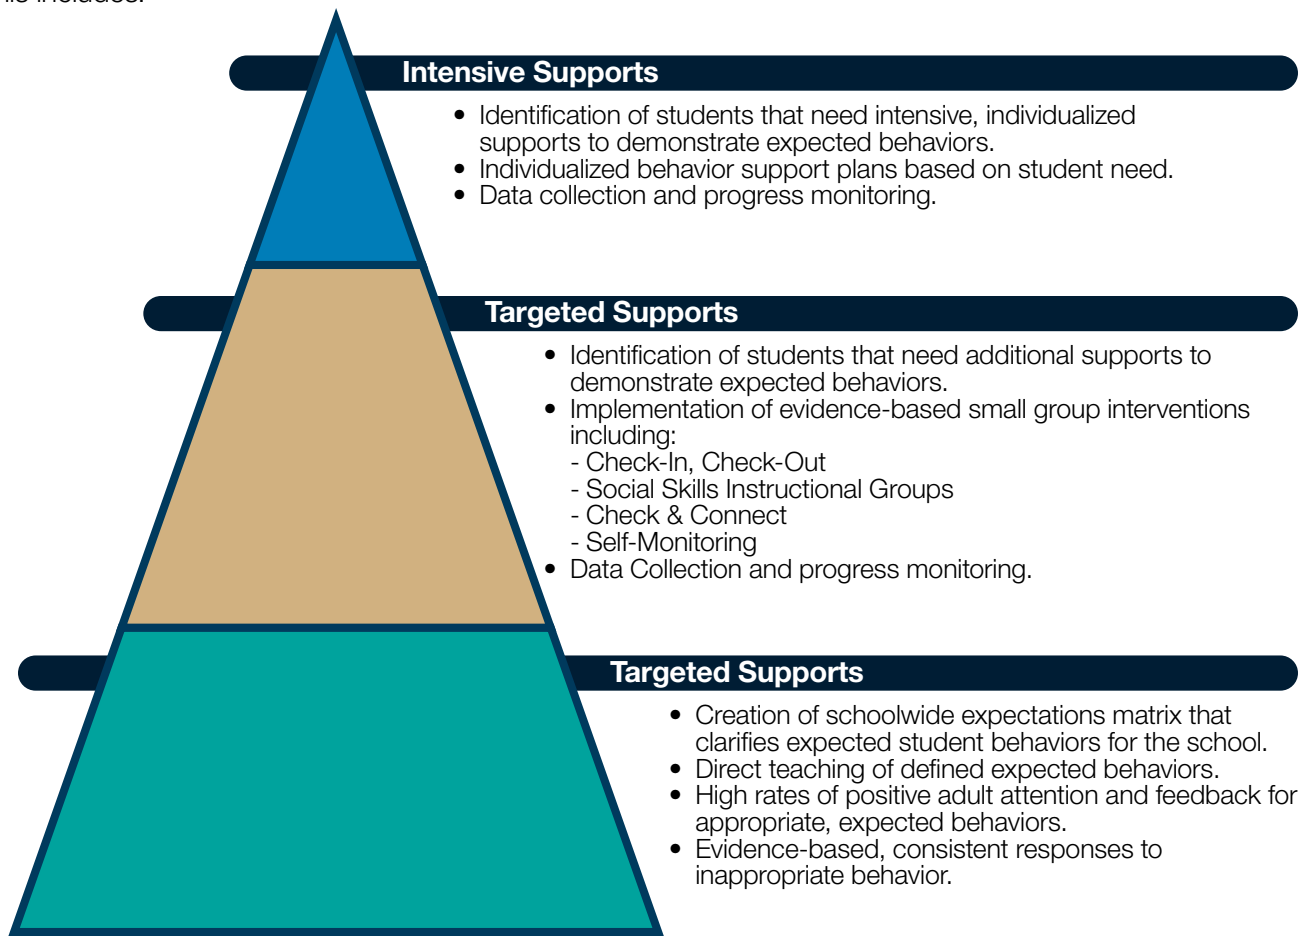 Intensive Supports
• Identification of students that need intensive, individualized
supports to demonstrate expected behaviors.
• Individualized behavior support plans based on student need.
• Data collection and progress monitoring.
Targeted Supports
• Identification of students that need additional supports to
demonstrate expected behaviors.
• Implementation of evidence-based small group interventions
including:
- Check-In, Check-Out
- Social Skills Instructional Groups
- Check & Connect
- Self-Monitoring
• Data Collection and progress monitoring.
Targeted Supports
• Creation of schoolwide expectations matrix that
clarifies expected student behaviors for the school.
• Direct teaching of defined expected behaviors.
• High rates of positive adult attention and feedback for
appropriate, expected behaviors.
• Evidence-based, consistent responses to
inappropriate behavior.